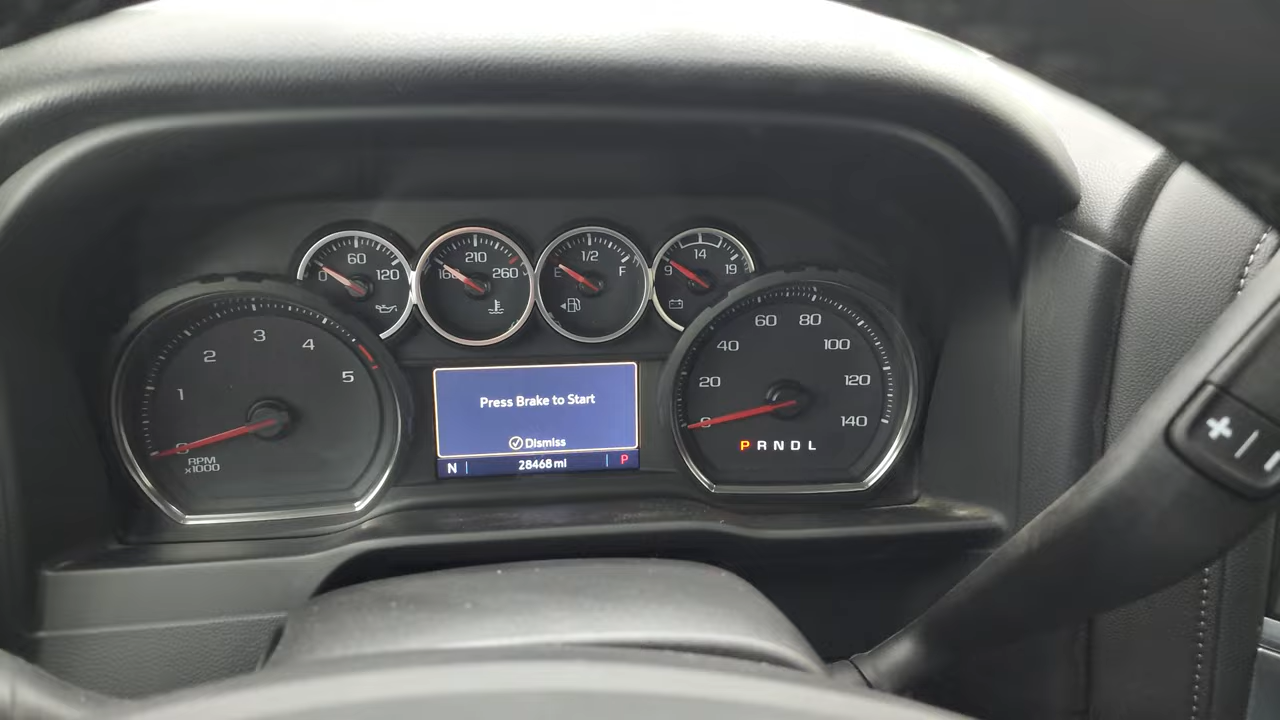 0 60 120
160 210 260
E 1/2 F
9 14 19
0 1 2 3 4 5
RPM
x1000
Press Brake to Start
Dismiss
N 28468 mi P
0 20 40 60 80 100 120 140
P R N D L